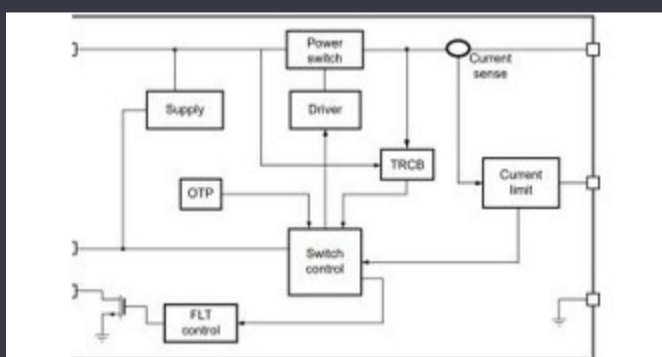 Power
switch
Current
sense
Supply
Driver
TRCB
OTP
Current
limit
Switch
control
FLT
control